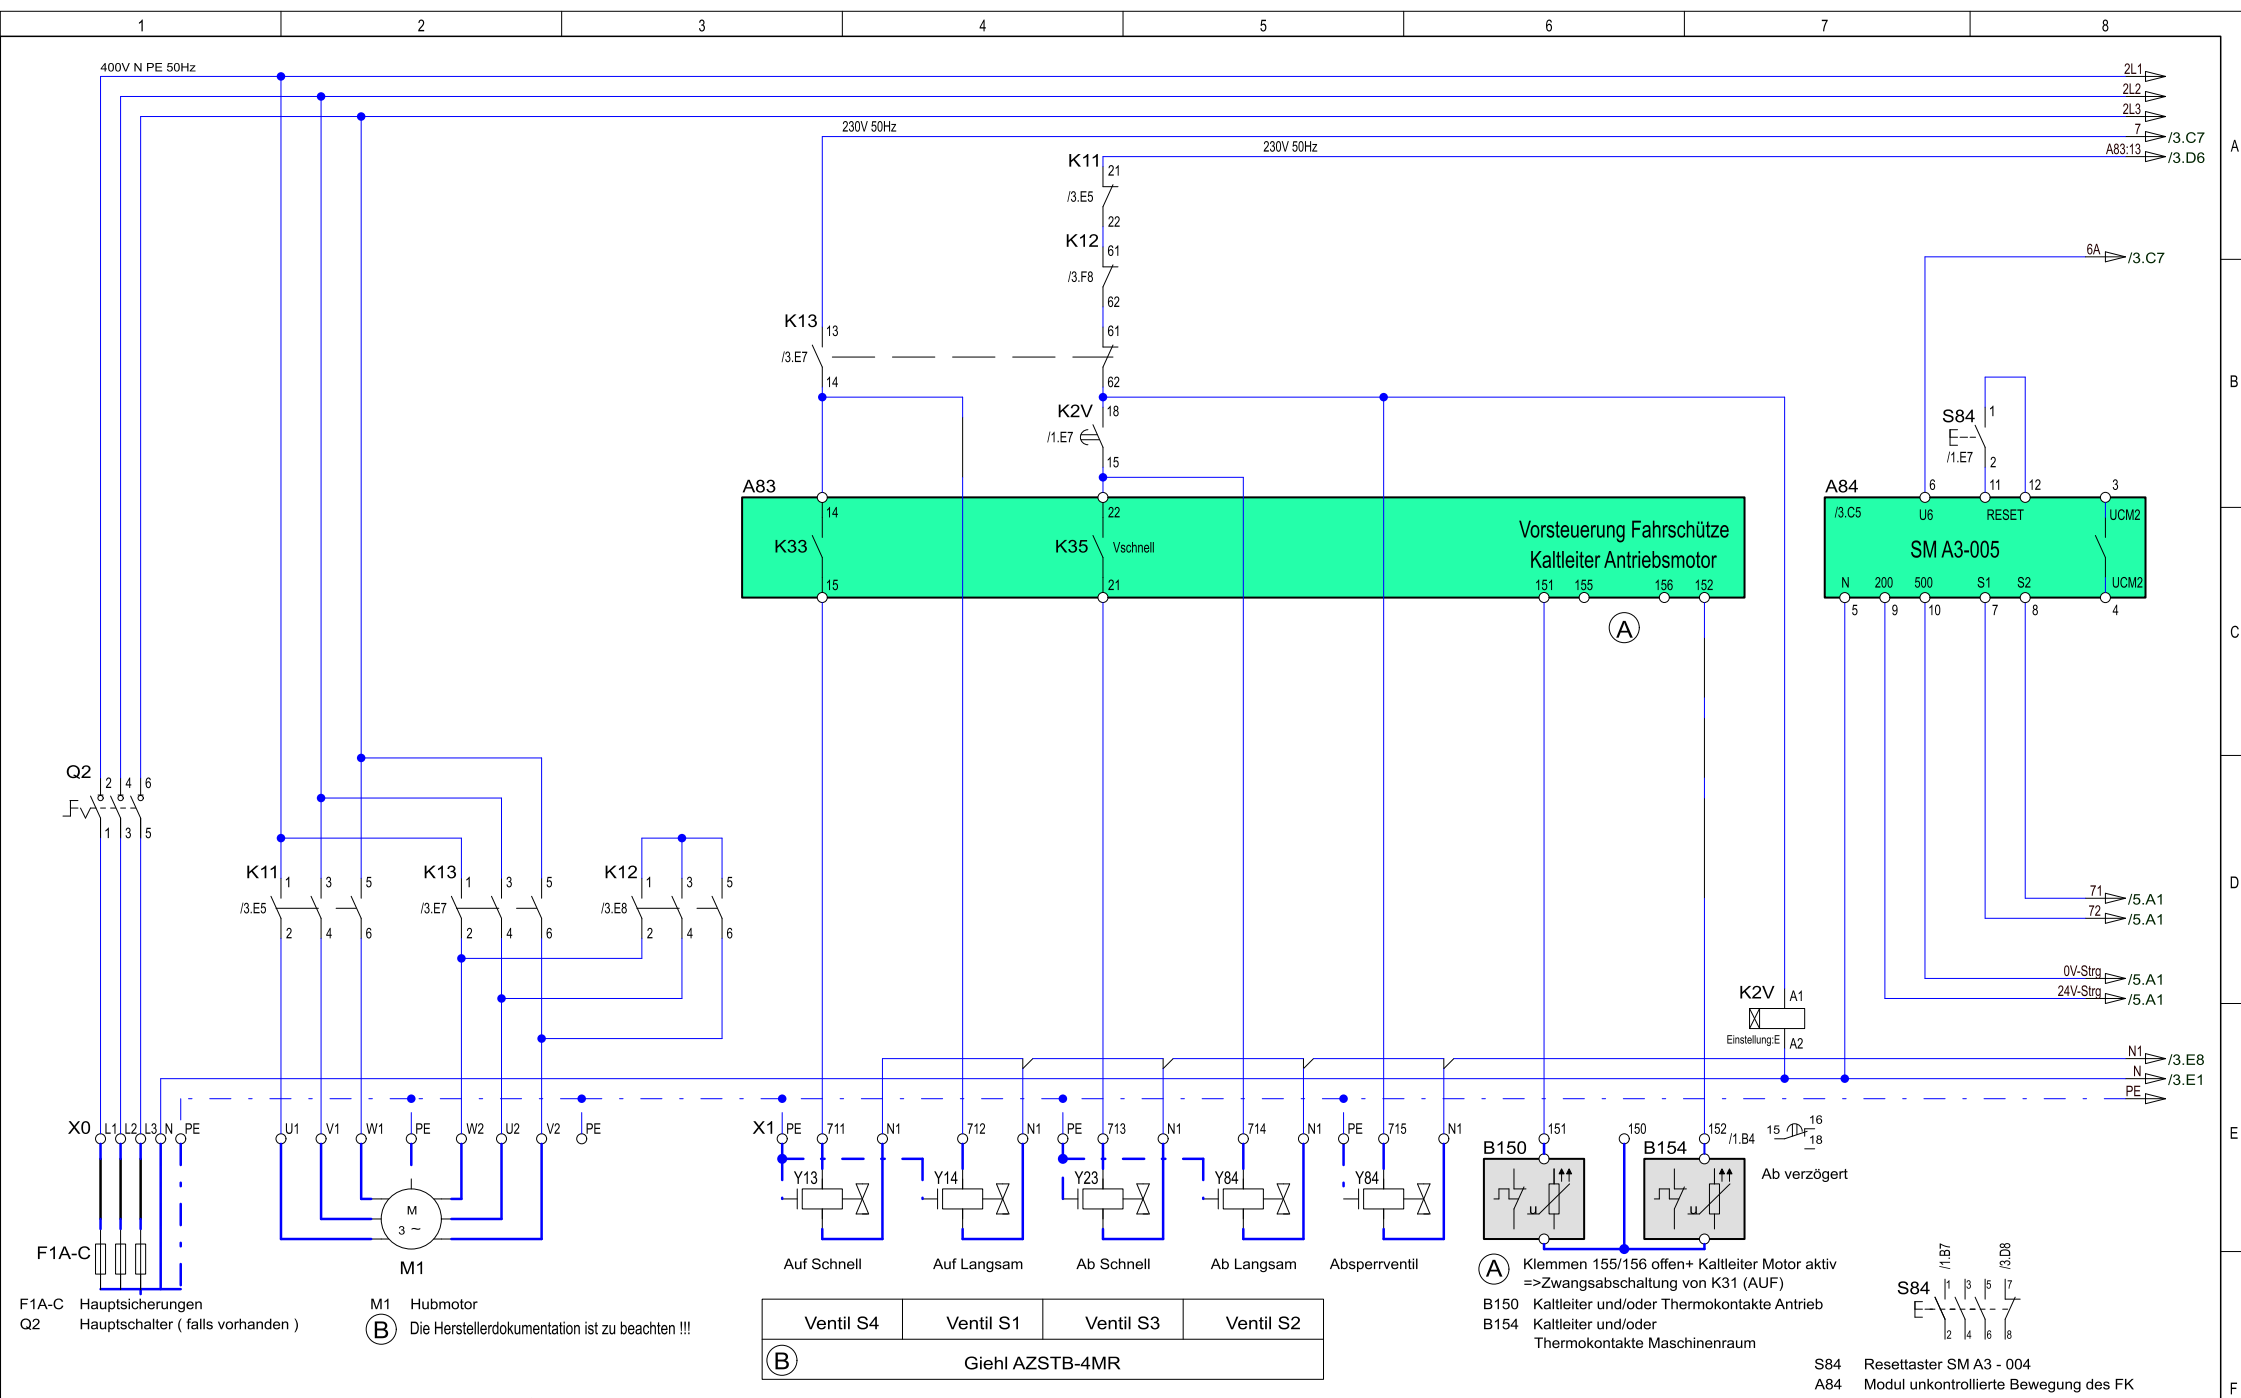 1 2 3 4 5 6 7 8
400V N PE 50Hz
2L1
2L2
2L3
230V 50Hz
7 /3.C7
230V 50Hz
A83:13 /3.D6
A
K11 21
/3.E5
22
K12 61
/3.F8
62
6A /3.C7
K13 13
/3.E7
14
61
62
B
K2V 18
/1.E7
15
S84 1
/1.E7
2
A83
14
K33
15
22
K35 Vschnell
21
Vorsteuerung Fahrschütze
Kaltleiter Antriebsmotor
151 155 156 152
A
A84
/3.C5
6 11 12 3
U6 RESET UCM2
SM A3-005
N 200 500 S1 S2 UCM2
5 9 10 7 8 4
C
Q2
2 4 6
1 3 5
K11 1 3 5
/3.E5
2 4 6
K13 1 3 5
/3.E7
2 4 6
K12 1 3 5
/3.E8
2 4 6
D
71 /5.A1
72 /5.A1
0V-Strg /5.A1
24V-Strg /5.A1
K2V A1
Einstellung:E A2
N1 /3.E8
N /3.E1
PE
X0 L1 L2 L3 N PE
U1 V1 W1 PE W2 U2 V2 PE
X1 PE 711 N1 712 N1 PE 713 N1 714 N1 PE 715 N1
151 150 152 /1.B4
15 16
18
E
Ab verzögert
Y13 Y14 Y23 Y84 Y84
B150 B154
u u
M
3 ~
F1A-C
M1
Auf Schnell Auf Langsam Ab Schnell Ab Langsam Absperrventil
A Klemmen 155/156 offen+ Kaltleiter Motor aktiv
=>Zwangsabschaltung von K31 (AUF)
B150 Kaltleiter und/oder Thermokontakte Antrieb
B154 Kaltleiter und/oder
Thermokontakte Maschinenraum
F1A-C Hauptsicherungen
Q2 Hauptschalter ( falls vorhanden )
M1 Hubmotor
B Die Herstellerdokumentation ist zu beachten !!!
Ventil S4 Ventil S1 Ventil S3 Ventil S2
B Giehl AZSTB-4MR
/1.B7 /3.D8
S84 1 3 5 7
2 4 6 8
S84 Resettaster SM A3 - 004
A84 Modul unkontrollierte Bewegung des FK
F